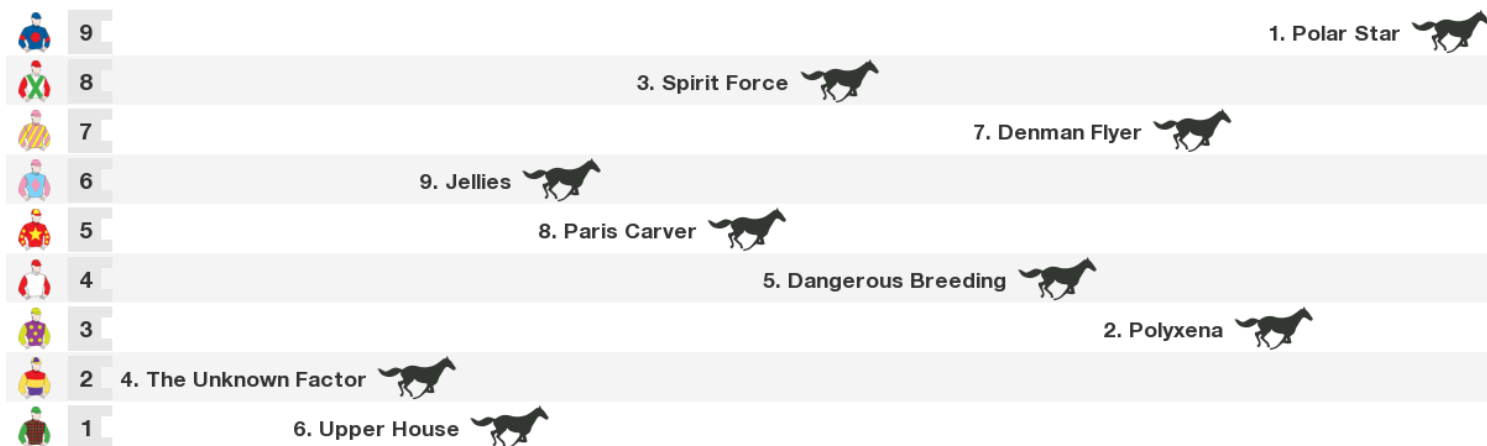 9 1. Polar Star
8 3. Spirit Force
7 7. Denman Flyer
6 9. Jellies
5 8. Paris Carver
4 5. Dangerous Breeding
3 2. Polyxena
2 4. The Unknown Factor
1 6. Upper House